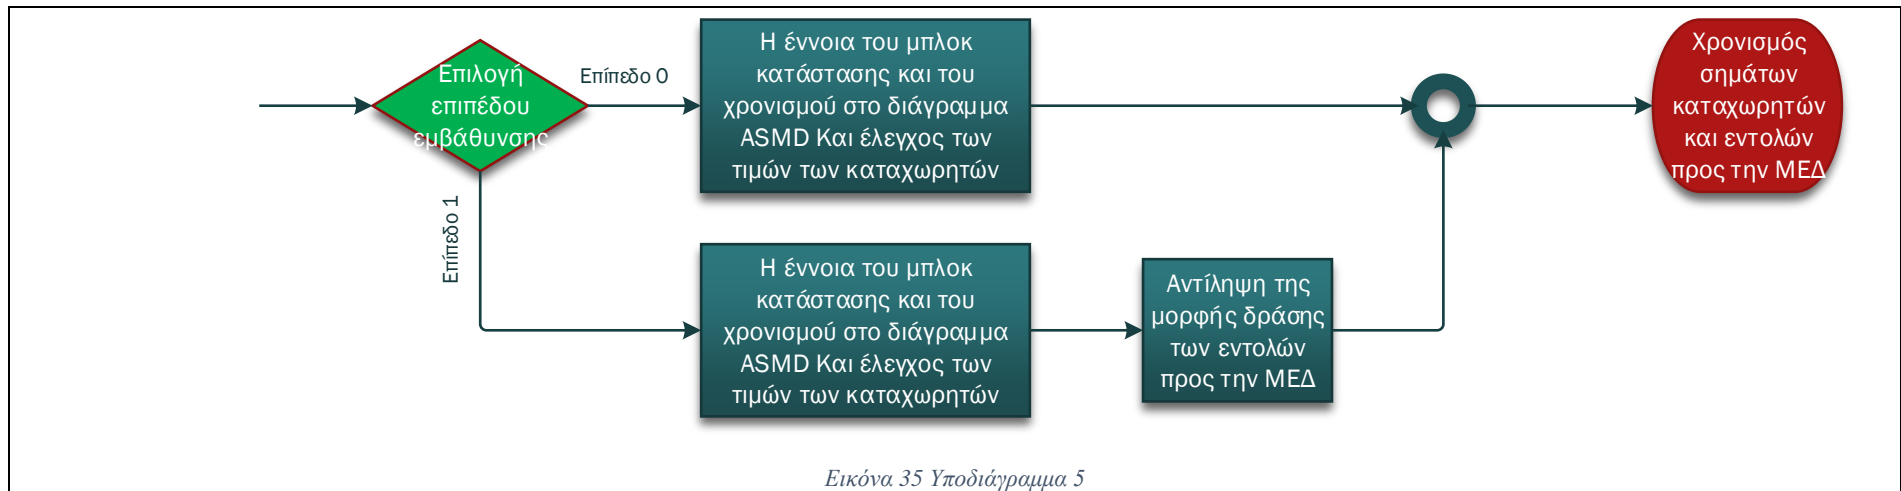 Επιλογή
επιπέδου
εμβάθυνσης
Επίπεδο 0
Η έννοια του μπλοκ
κατάστασης και του
χρονισμού στο διάγραμμα
ASMD Και έλεγχος των
τιμών των καταχωρητών
Χρονισμός
σημάτων
καταχωρητών
και εντολών
προς την ΜΕΔ
Επίπεδο 1
Η έννοια του μπλοκ
κατάστασης και του
χρονισμού στο διάγραμμα
ASMD Και έλεγχος των
τιμών των καταχωρητών
Αντίληψη της
μορφής δράσης
των εντολών
προς την ΜΕΔ
Εικόνα 35 Υποδιάγραμμα 5